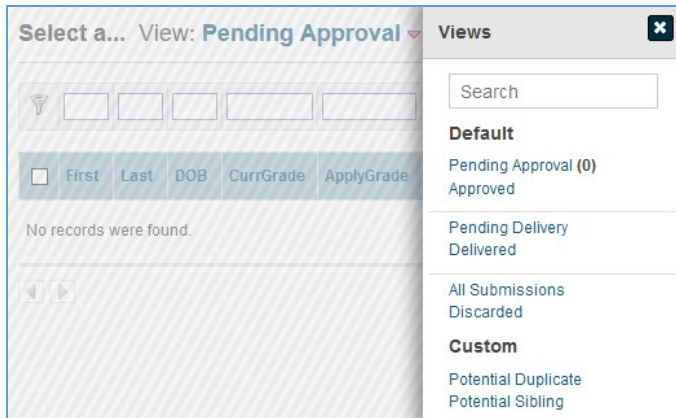 Select a... View: Pending Approval
First Last DOB CurrGrade ApplyGrade
No records were found.
Views
Search
Default
Pending Approval (0)
Approved
Pending Delivery
Delivered
All Submissions
Discarded
Custom
Potential Duplicate
Potential Sibling